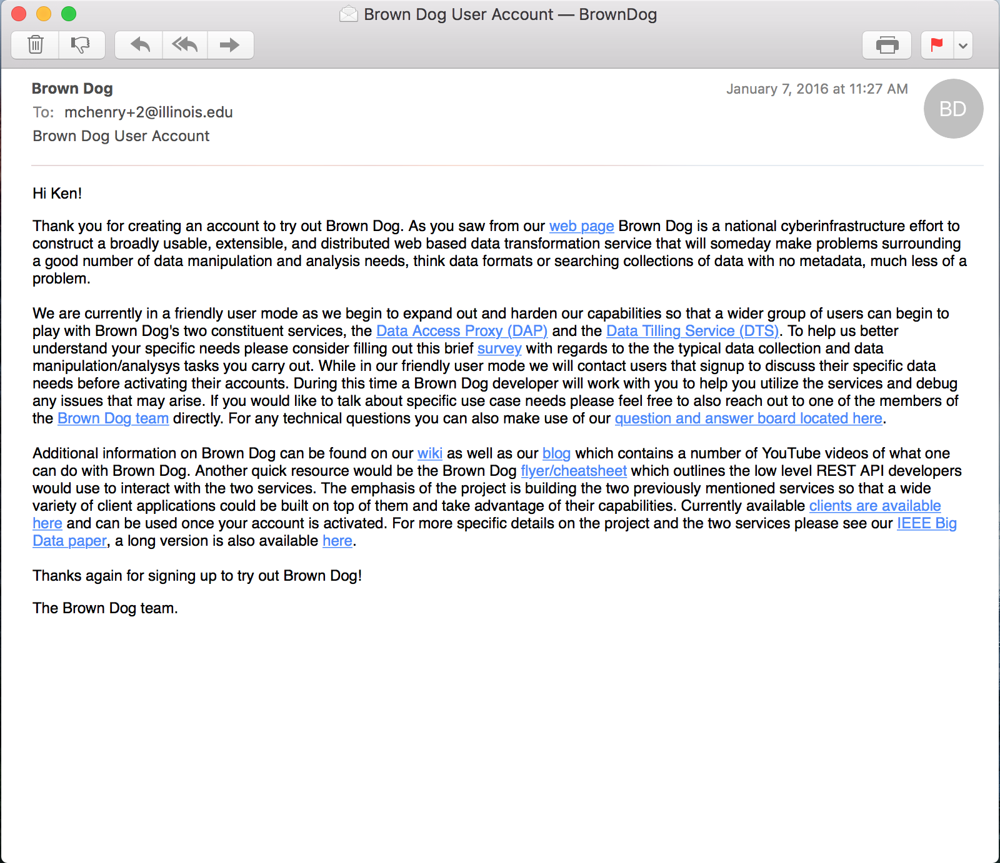 Brown Dog User Account — BrownDog
Brown Dog
January 7, 2016 at 11:27 AM
BD
To: mchenry+2@illinois.edu
Brown Dog User Account
Hi Ken!
Thank you for creating an account to try out Brown Dog. As you saw from our web page Brown Dog is a national cyberinfrastructure effort to
construct a broadly usable, extensible, and distributed web based data transformation service that will someday make problems surrounding
a good number of data manipulation and analysis needs, think data formats or searching collections of data with no metadata, much less of a
problem.
We are currently in a friendly user mode as we begin to expand out and harden our capabilities so that a wider group of users can begin to
play with Brown Dog's two constituent services, the Data Access Proxy (DAP) and the Data Tilling Service (DTS). To help us better
understand your specific needs please consider filling out this brief survey with regards to the the typical data collection and data
manipulation/analysys tasks you carry out. While in our friendly user mode we will contact users that signup to discuss their specific data
needs before activating their accounts. During this time a Brown Dog developer will work with you to help you utilize the services and debug
any issues that may arise. If you would like to talk about specific use case needs please feel free to also reach out to one of the members of
the Brown Dog team directly. For any technical questions you can also make use of our question and answer board located here.
Additional information on Brown Dog can be found on our wiki as well as our blog which contains a number of YouTube videos of what one
can do with Brown Dog. Another quick resource would be the Brown Dog flyer/cheatsheet which outlines the low level REST API developers
would use to interact with the two services. The emphasis of the project is building the two previously mentioned services so that a wide
variety of client applications could be built on top of them and take advantage of their capabilities. Currently available clients are available
here and can be used once your account is activated. For more specific details on the project and the two services please see our IEEE Big
Data paper, a long version is also available here.
Thanks again for signing up to try out Brown Dog!
The Brown Dog team.